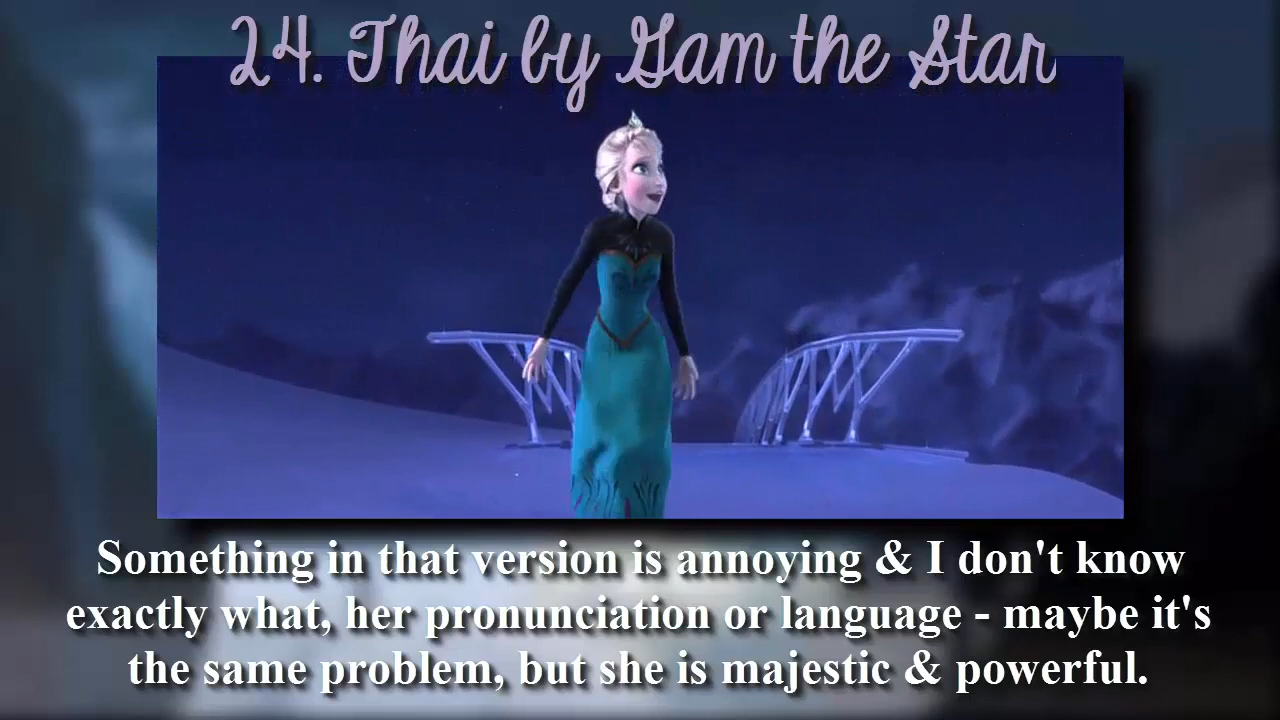 24. Thai by Gam the Star
Something in that version is annoying & I don't know
exactly what, her pronunciation or language - maybe it's
the same problem, but she is majestic & powerful.